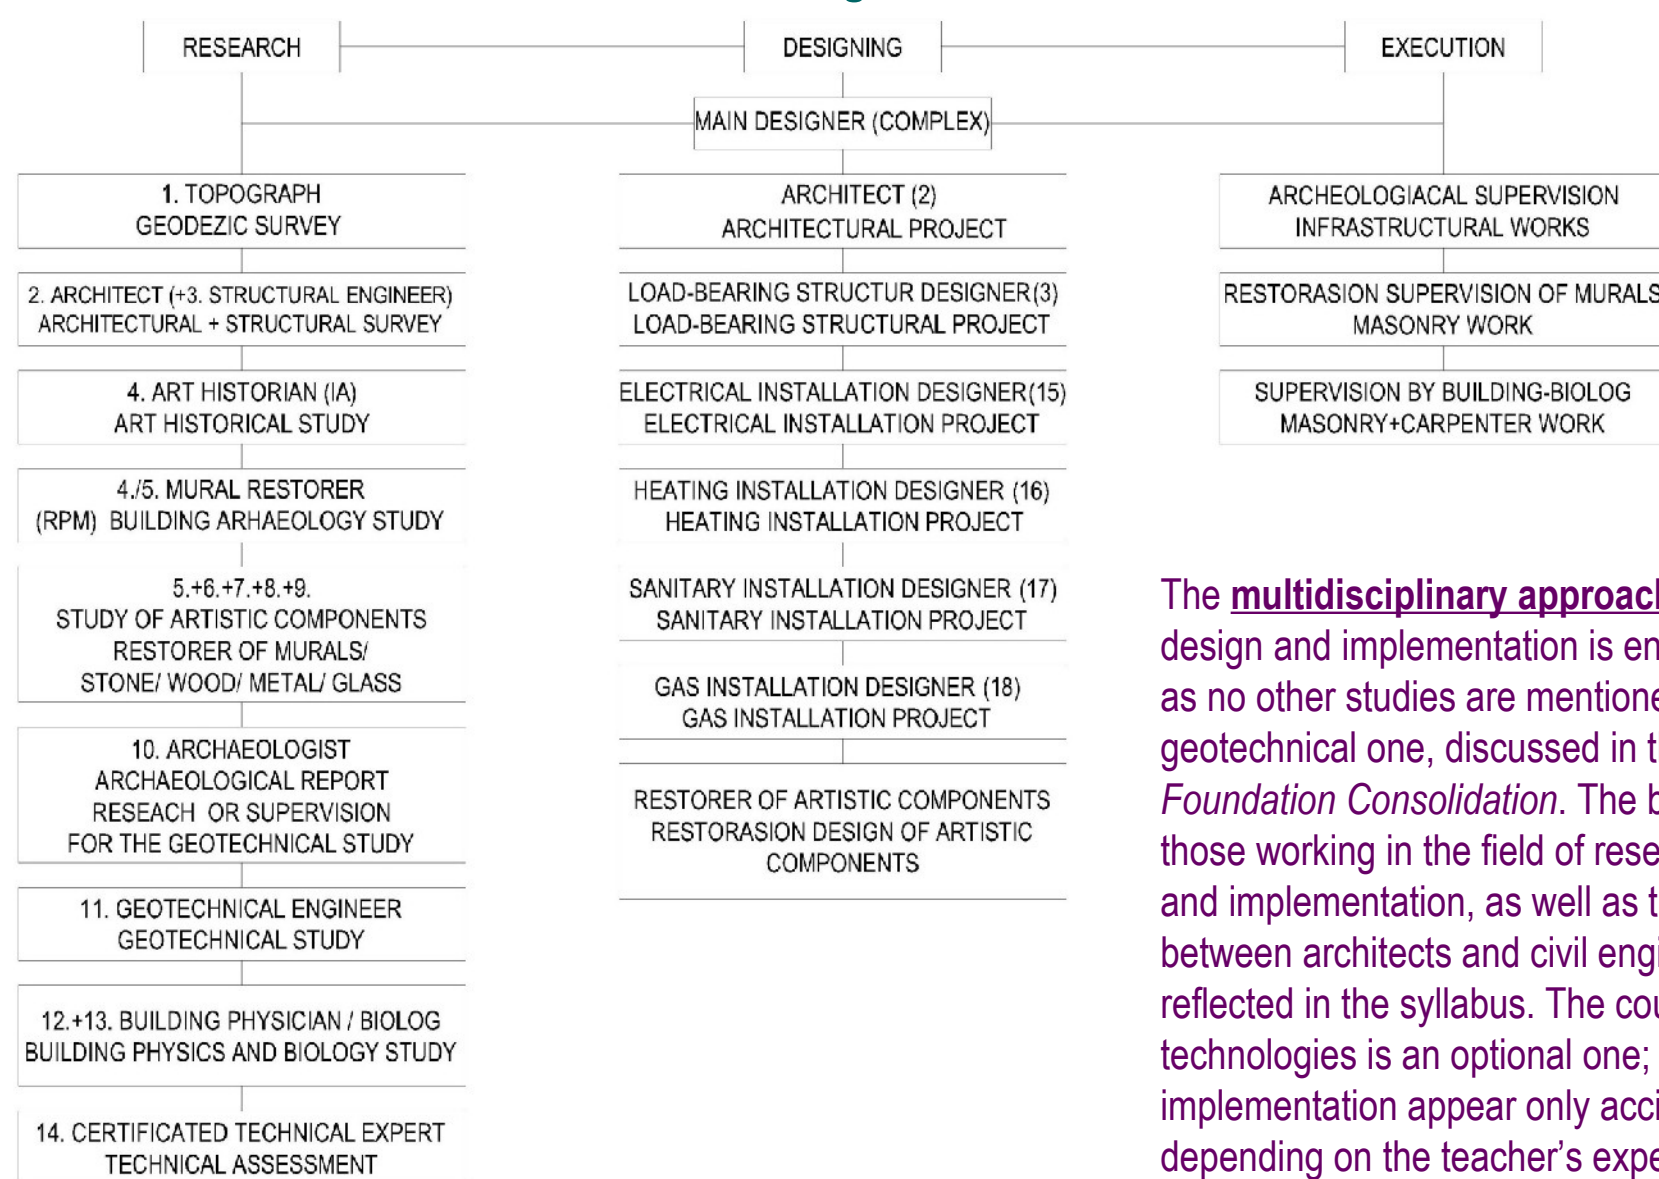 RESEARCH
DESIGNING
EXECUTION
MAIN DESIGNER (COMPLEX)
1. TOPOGRAPH
GEODEZIC SURVEY
2. ARCHITECT (+3. STRUCTURAL ENGINEER)
ARCHITECTURAL + STRUCTURAL SURVEY
4. ART HISTORIAN (IA)
ART HISTORICAL STUDY
4./5. MURAL RESTORER
(RPM) BUILDING ARHAEOLOGY STUDY
5.+6.+7.+8.+9.
STUDY OF ARTISTIC COMPONENTS
RESTORER OF MURALS/
STONE/ WOOD/ METAL/ GLASS
10. ARCHAEOLOGIST
ARCHAEOLOGICAL REPORT
RESEACH OR SUPERVISION
FOR THE GEOTECHNICAL STUDY
11. GEOTECHNICAL ENGINEER
GEOTECHNICAL STUDY
12.+13. BUILDING PHYSICIAN / BIOLOG
BUILDING PHYSICS AND BIOLOGY STUDY
14. CERTIFICATED TECHNICAL EXPERT
TECHNICAL ASSESSMENT
ARCHITECT (2)
ARCHITECTURAL PROJECT
LOAD-BEARING STRUCTUR DESIGNER(3)
LOAD-BEARING STRUCTURAL PROJECT
ELECTRICAL INSTALLATION DESIGNER(15)
ELECTRICAL INSTALLATION PROJECT
HEATING INSTALLATION DESIGNER (16)
HEATING INSTALLATION PROJECT
SANITARY INSTALLATION DESIGNER (17)
SANITARY INSTALLATION PROJECT
GAS INSTALLATION DESIGNER (18)
GAS INSTALLATION PROJECT
RESTORER OF ARTISTIC COMPONENTS
RESTORASION DESIGN OF ARTISTIC
COMPONENTS
ARCHEOLOGIACAL SUPERVISION
INFRASTRUCTURAL WORKS
RESTORASION SUPERVISION OF MURALS
MASONRY WORK
SUPERVISION BY BUILDING-BIOLOG
MASONRY+CARPENTER WORK
The multidisciplinary approach
design and implementation is en
as no other studies are mentione
geotechnical one, discussed in t
Foundation Consolidation. The b
those working in the field of rese
and implementation, as well as t
between architects and civil engi
reflected in the syllabus. The cou
technologies is an optional one;
implementation appear only acci
depending on the teacher's expe